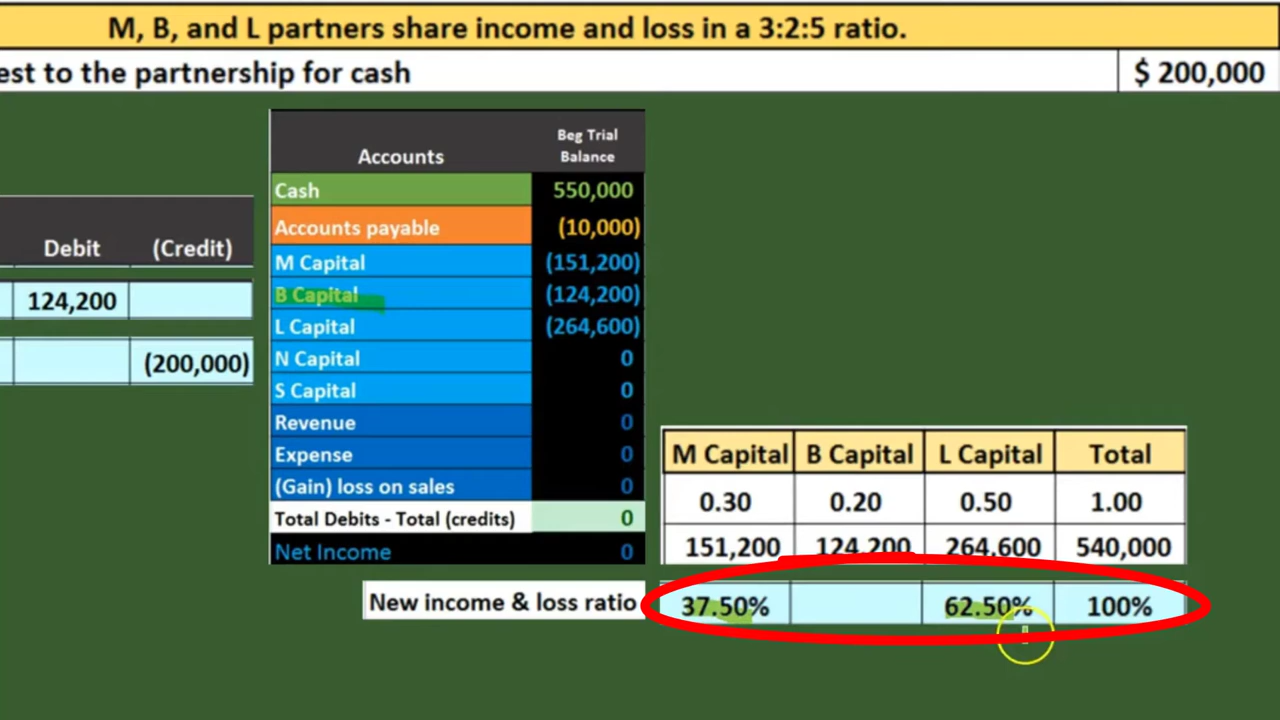 M, B, and L partners share income and loss in a 3:2:5 ratio.
est to the partnership for cash $ 200,000
Accounts Beg Trial Balance
Cash 550,000
Accounts payable (10,000)
Debit (Credit)
M Capital (151,200)
B Capital (124,200)
124,200
L Capital (264,600)
N Capital 0
(200,000)
S Capital 0
Revenue 0
Expense 0
(Gain) loss on sales 0
Total Debits - Total (credits) 0
Net Income 0
M Capital B Capital L Capital Total
0.30 0.20 0.50 1.00
151,200 124,200 264,600 540,000
New income & loss ratio 37.50% 62.50% 100%